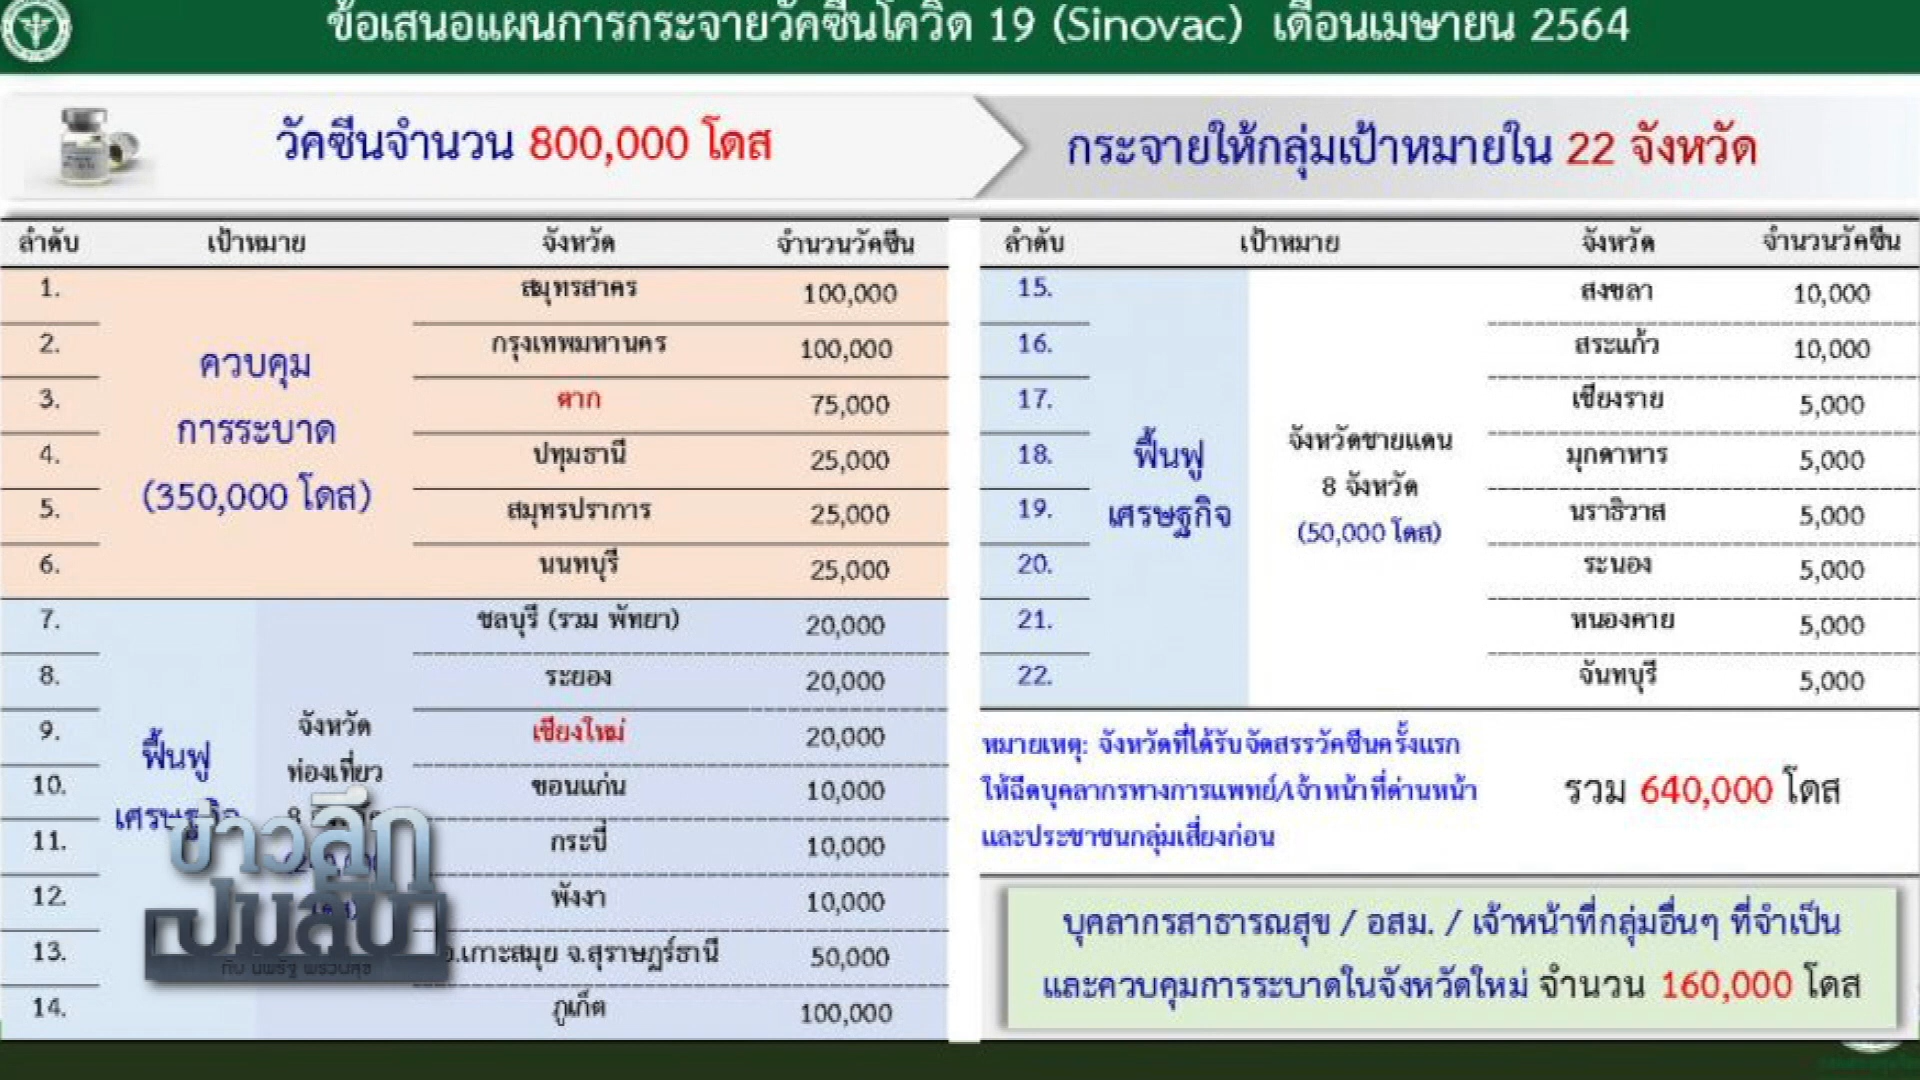 ข้อเสนอแผนการกระจายวัคซีนโควิด 19 (Sinovac) เดือนเมษายน 2564
วัคซีนจำนวน 800,000 โดส
กระจายให้กลุ่มเป้าหมายใน 22 จังหวัด
ลำดับ เป้าหมาย จังหวัด จำนวนวัคซีน
1. สมุทรสาคร 100,000
2. กรุงเทพมหานคร 100,000
3. ตาก 75,000
4. ปทุมธานี 25,000
5. สมุทรปราการ 25,000
6. นนทบุรี 25,000
ควบคุม
การระบาด
(350,000 โดส)
7. ชลบุรี (รวม พัทยา) 20,000
8. ระยอง 20,000
9. เชียงใหม่ 20,000
10. ขอนแก่น 10,000
11. กระบี่ 10,000
12. พังงา 10,000
13. อ.เกาะสมุย จ.สุราษฎร์ธานี 50,000
14. ภูเก็ต 100,000
ฟื้นฟู
จังหวัด
ท่องเที่ยว
ข่าวลึก
ปมลับ
กับ นพรัฐ พรวนสุข
ลำดับ เป้าหมาย จังหวัด จำนวนวัคซีน
15. สงขลา 10,000
16. สระแก้ว 10,000
17. เชียงราย 5,000
18. มุกดาหาร 5,000
19. นราธิวาส 5,000
20. ระนอง 5,000
21. หนองคาย 5,000
22. จันทบุรี 5,000
ฟื้นฟู
เศรษฐกิจ
จังหวัดชายแดน
8 จังหวัด
(50,000 โดส)
หมายเหตุ: จังหวัดที่ได้รับจัดสรรวัคซีนครั้งแรก
ให้ฉีดบุคลากรทางการแพทย์/เจ้าหน้าที่ด่านหน้า
และประชาชนกลุ่มเสี่ยงก่อน
รวม 640,000 โดส
บุคลากรสาธารณสุข / อสม. / เจ้าหน้าที่กลุ่มอื่นๆ ที่จำเป็น
และควบคุมการระบาดในจังหวัดใหม่ จำนวน 160,000 โดส